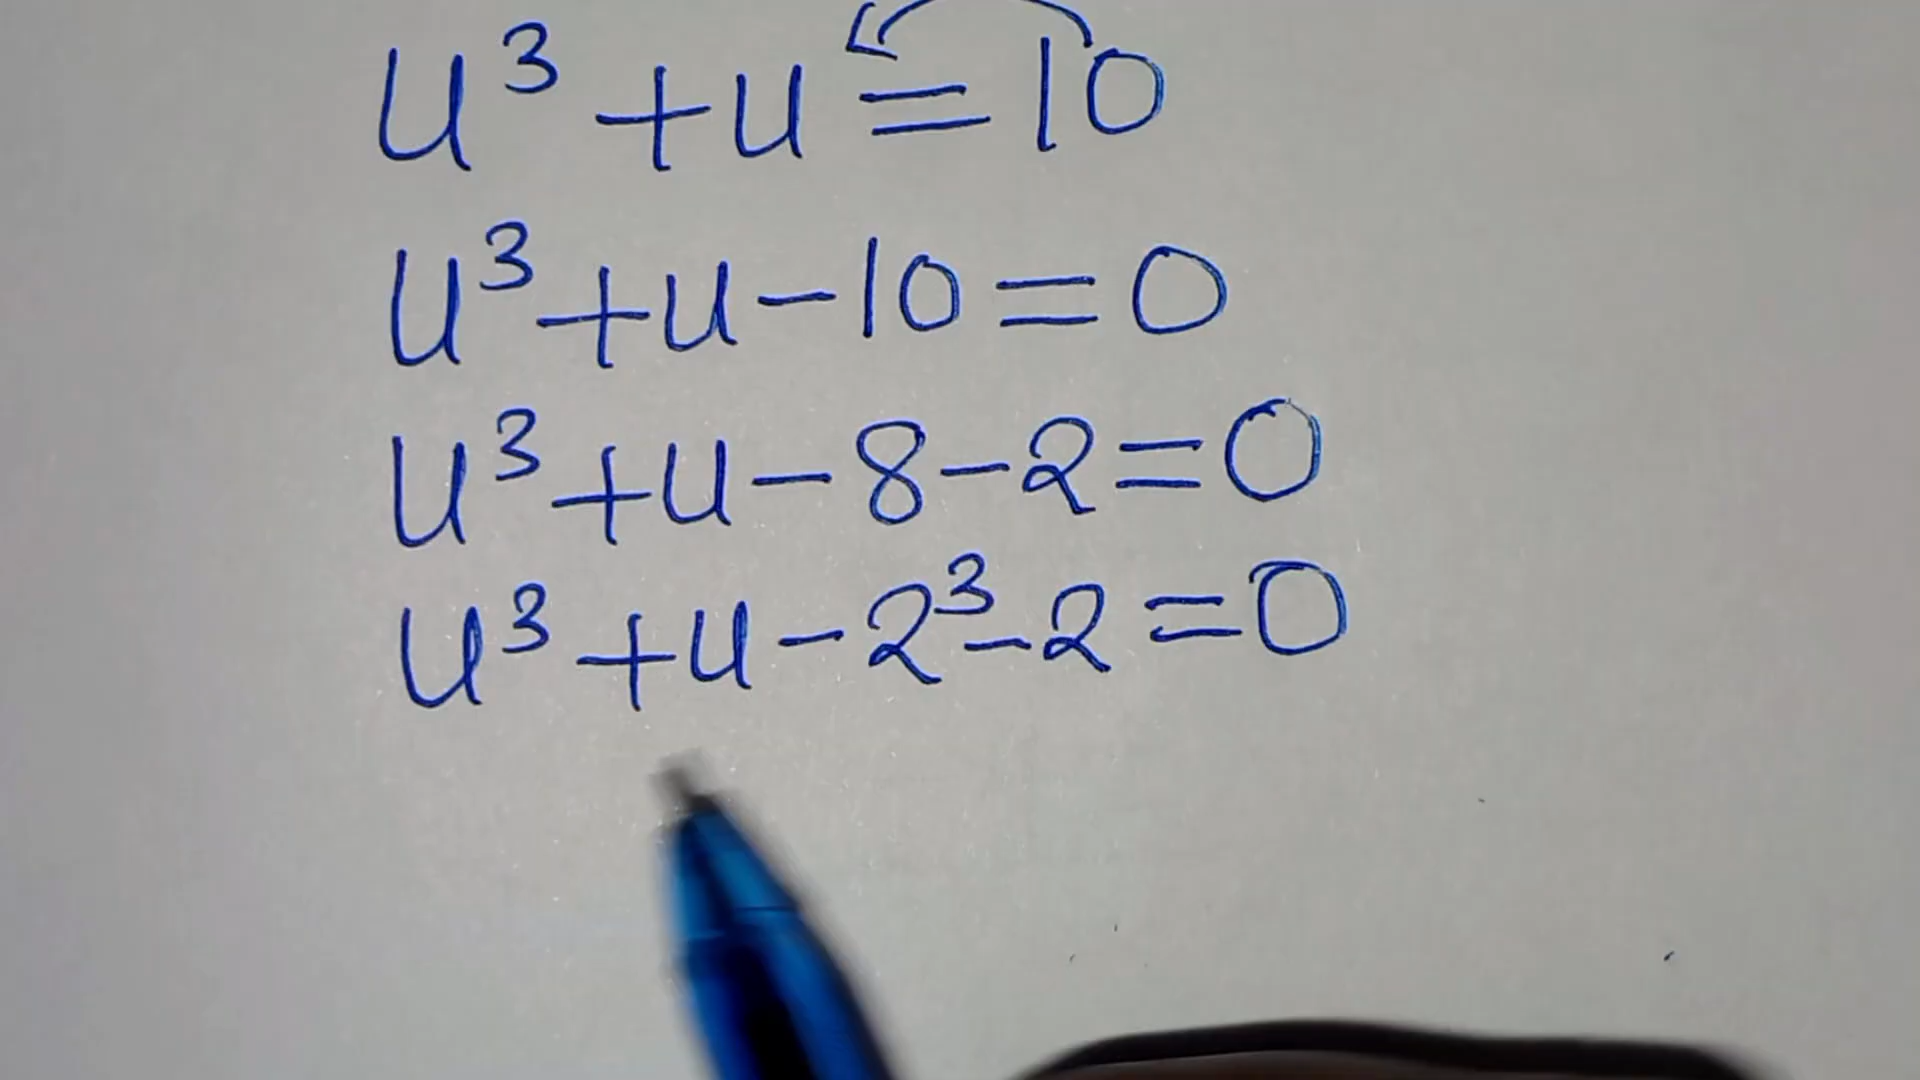 u³ + u = 10
u³ + u - 10 = 0
u³ + u - 8 - 2 = 0
u³ + u - 2³ - 2 = 0